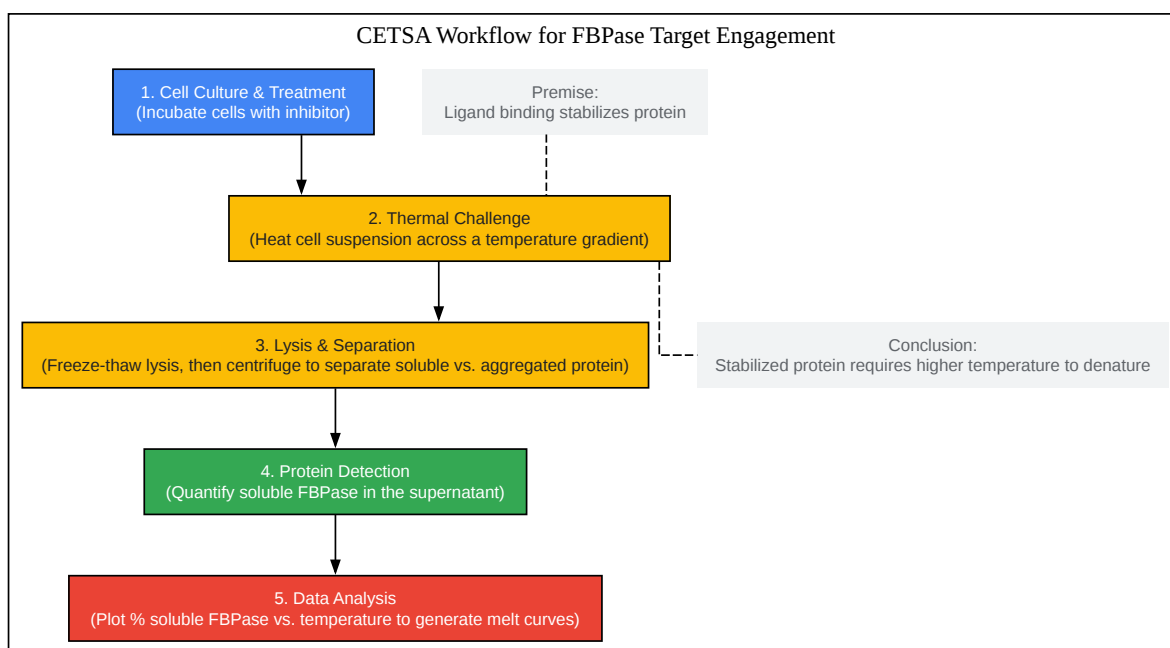 CETSA Workflow for FBPase Target Engagement
1. Cell Culture & Treatment
(Incubate cells with inhibitor)
Premise:
Ligand binding stabilizes protein
2. Thermal Challenge
(Heat cell suspension across a temperature gradient)
3. Lysis & Separation
(Freeze-thaw lysis, then centrifuge to separate soluble vs. aggregated protein)
Conclusion:
Stabilized protein requires higher temperature to denature
4. Protein Detection
(Quantify soluble FBPase in the supernatant)
5. Data Analysis
(Plot % soluble FBPase vs. temperature to generate melt curves)